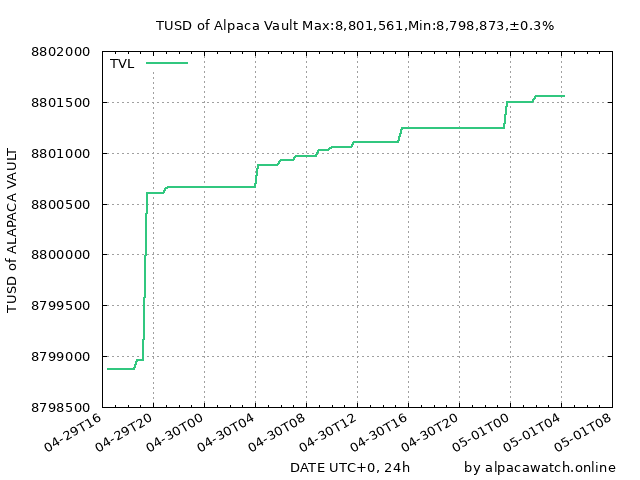 TUSD of Alpaca Vault Max:8,801,561,Min:8,798,873,±0.3%
TVL
8802000
8801500
8801000
8800500
8800000
8799500
8799000
8798500
TUSD of ALAPACA VAULT
04-29T16
04-29T20
04-30T00
04-30T04
04-30T08
04-30T12
04-30T16
04-30T20
05-01T00
05-01T04
05-01T08
DATE UTC+0, 24h
by alpacawatch.online